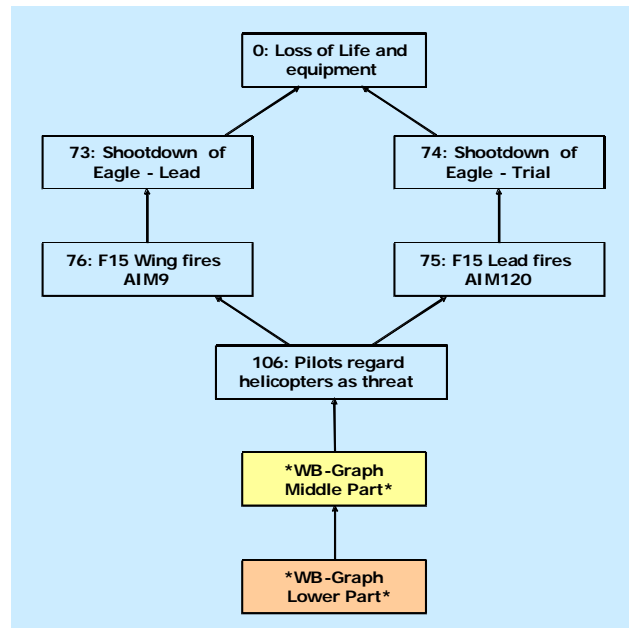 0: Loss of Life and
equipment
73: Shootdown of
Eagle - Lead
74: Shootdown of
Eagle - Trial
76: F15 Wing fires
AIM9
75: F15 Lead fires
AIM120
106: Pilots regard
helicopters as threat
*WB-Graph
Middle Part*
*WB-Graph
Lower Part*